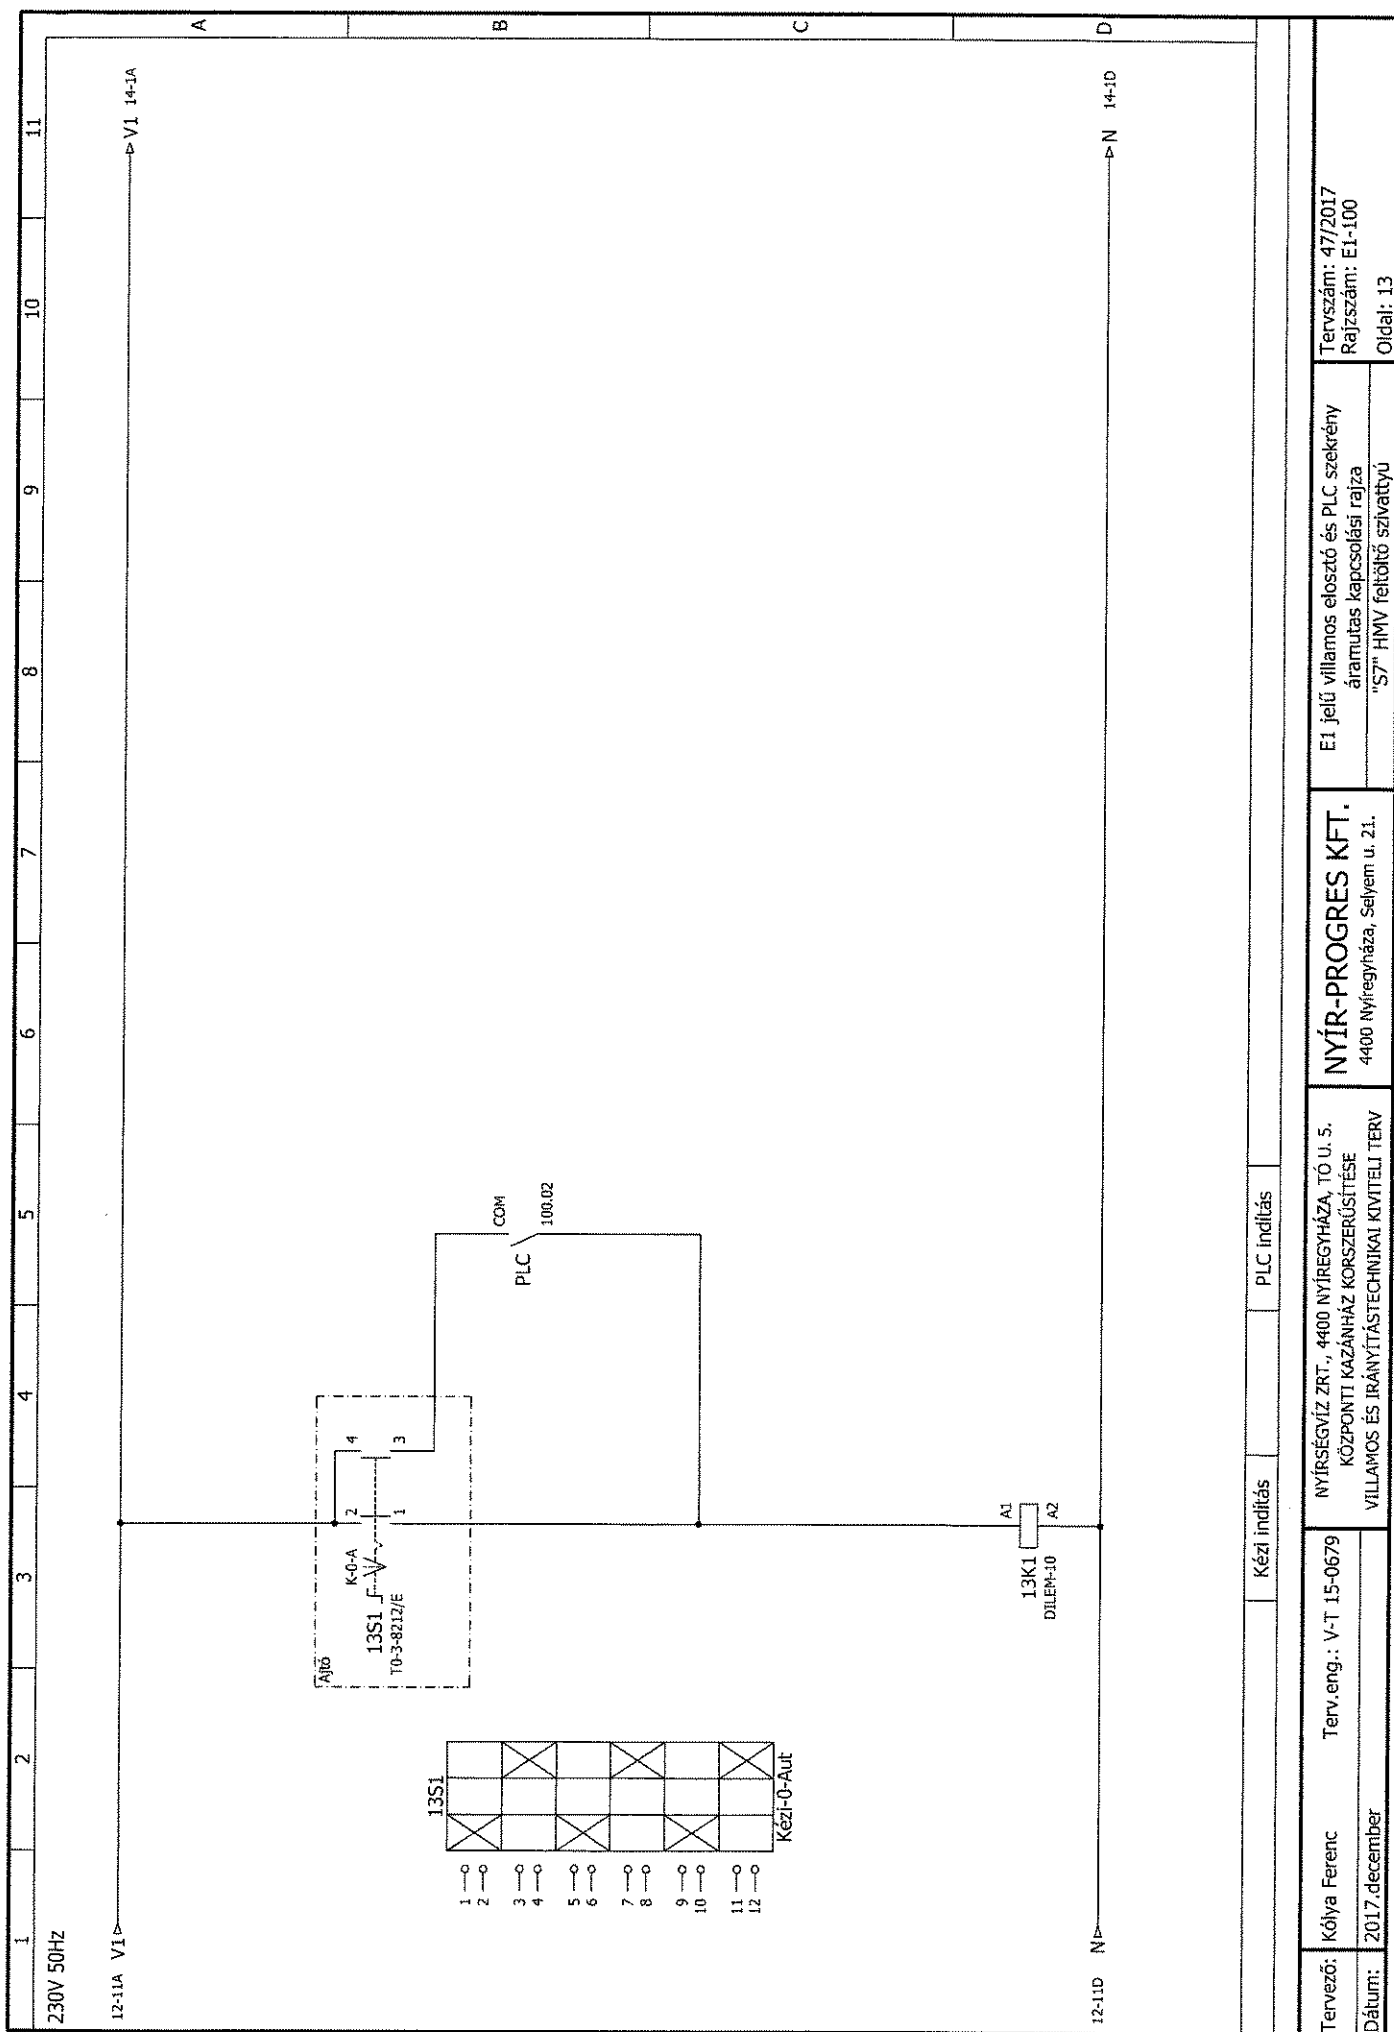 1 2 3 4 5 6 7 8 9 10 11
A
B
C
D
230V 50Hz
12-11A V1
V1 14-1A
Ajtó
K-0-A
13S1
T0-3-8212/E
2
1
4
3
COM
PLC
100.02
13S1
1
2
3
4
5
6
7
8
9
10
11
12
Kézi-0-Aut
13K1
DILEM-10
A1
A2
12-11D N
N 14-1D
Kézi indítás
PLC indítás
Tervező: Kólya Ferenc Terv.eng.: V-T 15-0679
Dátum: 2017.december
NYÍRSÉGVÍZ ZRT., 4400 NYÍREGYHÁZA, TÓ U. 5.
KÖZPONTI KAZÁNHÁZ KORSZERŰSÍTÉSE
VILLAMOS ÉS IRÁNYÍTÁSTECHNIKAI KIVITELI TERV
NYÍR-PROGRES KFT.
4400 Nyíregyháza, Selyem u. 21.
E1 jelű villamos elosztó és PLC szekrény
áramutas kapcsolási rajza
"S7" HMV feltöltő szivattyú
Tervszám: 47/2017
Rajzszám: E1-100
Oldal: 13